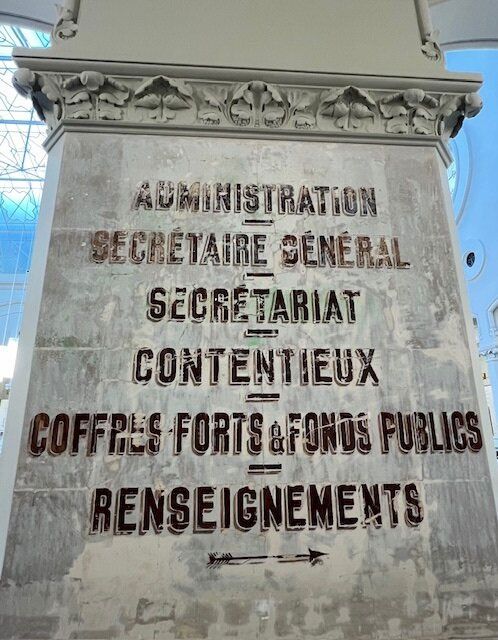 ADMINISTRATION
SECRÉTAIRE GÉNÉRAL
SECRÉTARIAT
CONTENTIEUX
COFFRES FORTS & FONDS PUBLICS
RENSEIGNEMENTS